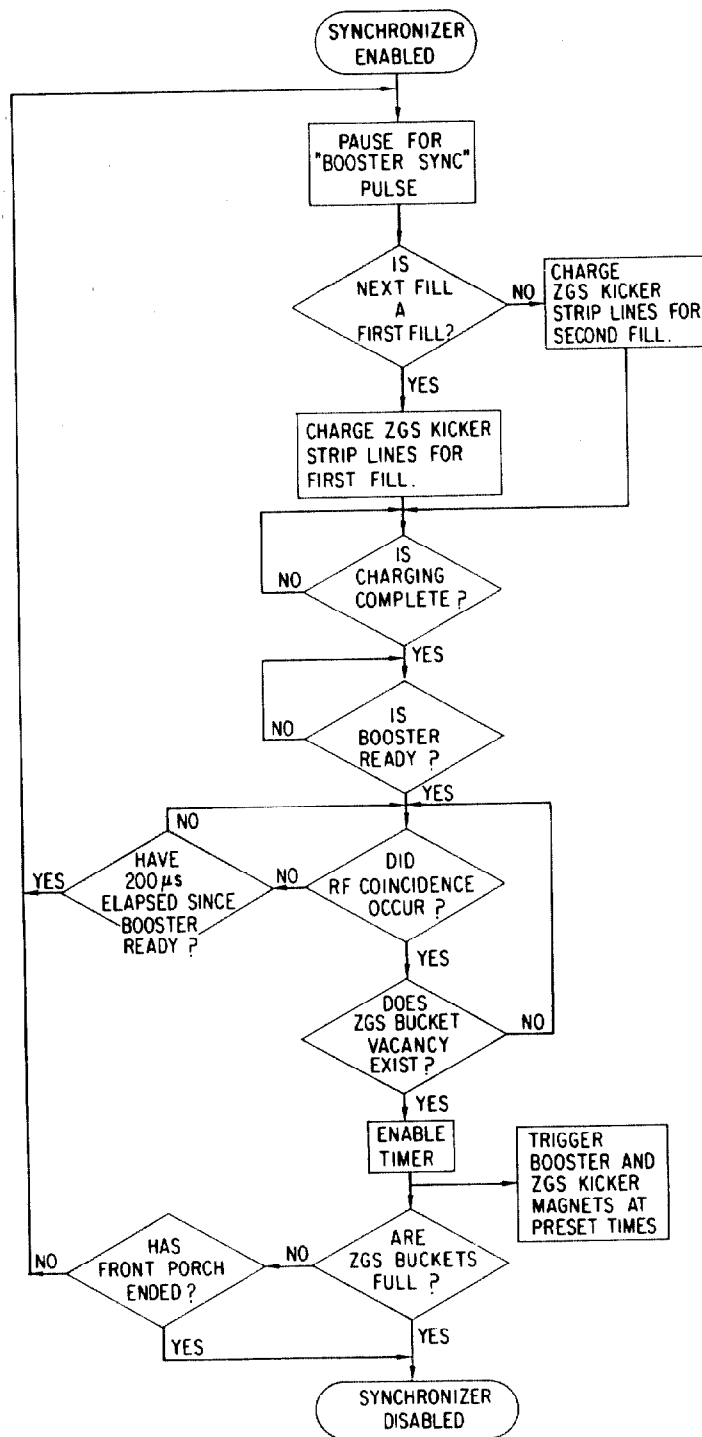 SYNCHRONIZER
ENABLED
PAUSE FOR
"BOOSTER SYNC"
PULSE
IS
NEXT FILL
A
FIRST FILL?
NO
CHARGE
ZGS KICKER
STRIP LINES FOR
SECOND FILL.
YES
CHARGE ZGS KICKER
STRIP LINES FOR
FIRST FILL.
IS
CHARGING
COMPLETE ?
NO
YES
IS
BOOSTER
READY ?
NO
YES
NO
DID
RF COINCIDENCE
OCCUR ?
NO
HAVE
200 μs
ELAPSED SINCE
BOOSTER
READY ?
YES
YES
DOES
ZGS BUCKET
VACANCY
EXIST ?
NO
YES
ENABLE
TIMER
TRIGGER
BOOSTER AND
ZGS KICKER
MAGNETS AT
PRESET TIMES
ARE
ZGS BUCKETS
FULL ?
NO
HAS
FRONT PORCH
ENDED ?
NO
YES
YES
SYNCHRONIZER
DISABLED